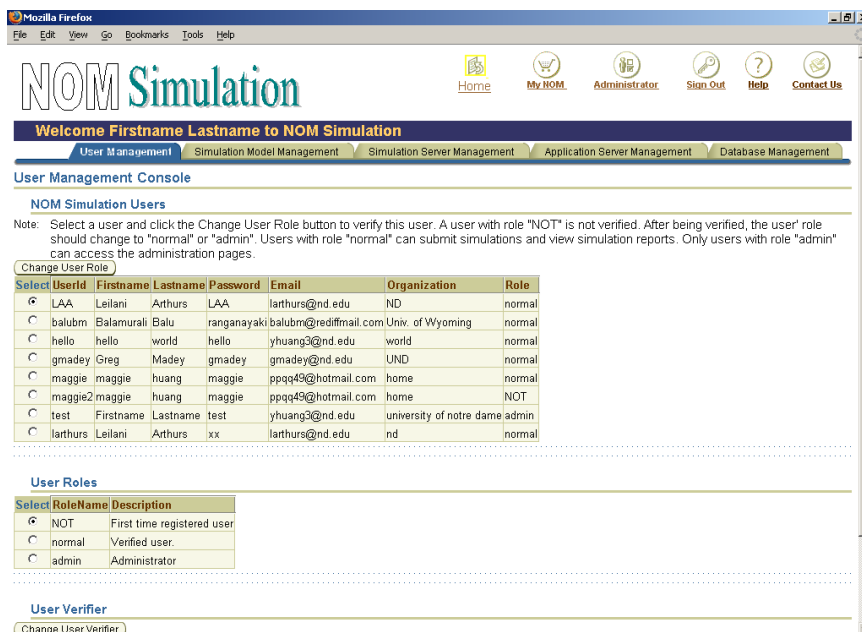 Mozilla Firefox
File Edit View Go Bookmarks Tools Help
NOM Simulation
Home My NOM Administrator Sign Out Help Contact Us
Welcome Firstname Lastname to NOM Simulation
User Management Simulation Model Management Simulation Server Management Application Server Management Database Management
User Management Console
NOM Simulation Users
Note: Select a user and click the Change User Role button to verify this user. A user with role "NOT" is not verified. After being verified, the user' role
should change to "normal" or "admin". Users with role "normal" can submit simulations and view simulation reports. Only users with role "admin"
can access the administration pages.
Change User Role
Select UserId Firstname Lastname Password Email Organization Role
LAA Leilani Arthurs LAA larthurs@nd.edu ND normal
balubm Balamurali Balu ranganayaki balubm@rediffmail.com Univ. of Wyoming normal
hello hello world hello yhuang3@nd.edu world normal
gmadey Greg Madey gmadey gmadey@nd.edu UND normal
maggie maggie huang maggie ppqq49@hotmail.com home normal
maggie2 maggie huang maggie ppqq49@hotmail.com home NOT
test Firstname Lastname test yhuang3@nd.edu university of notre dame admin
larthurs Leilani Arthurs xx larthurs@nd.edu nd normal
User Roles
Select RoleName Description
NOT First time registered user
normal Verified user.
admin Administrator
User Verifier
Change User Verifier